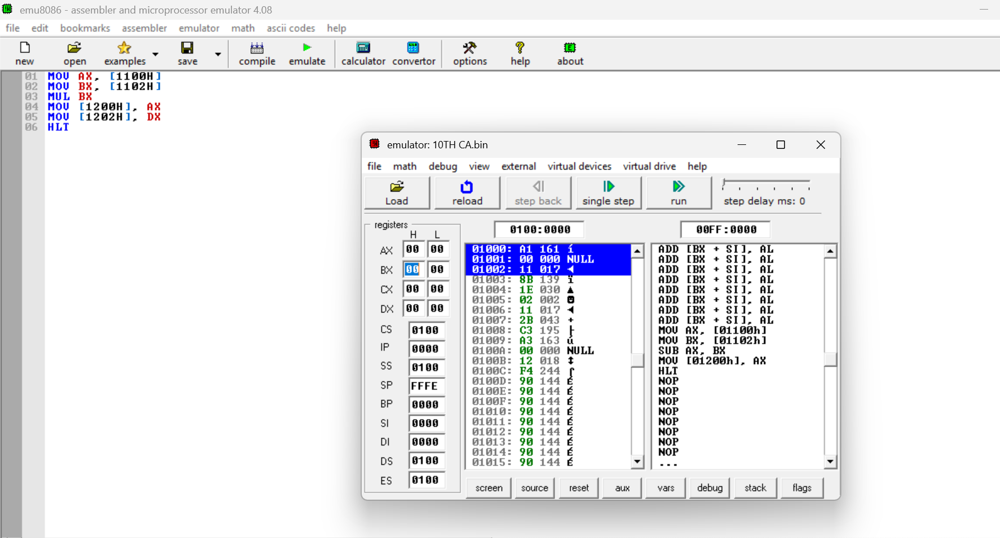 emu8086 - assembler and microprocessor emulator 4.08
file edit bookmarks assembler emulator math ascii codes help
new open examples save compile emulate calculator convertor options help about
01 MOV AX, [1100H]
02 MOV BX, [1102H]
03 MUL BX
04 MOV [1200H], AX
05 MOV [1202H], DX
06 HLT
emulator: 10TH CA.bin
file math debug view external virtual devices virtual drive help
Load reload step back single step run step delay ms: 0
registers
H L
AX 00 00
BX 00 00
CX 00 00
DX 00 00
CS 0100
IP 0000
SS 0100
SP FFFE
BP 0000
SI 0000
DI 0000
DS 0100
ES 0100
0100:0000
01000: A1 161 í
01001: 00 000 NULL
01002: 11 017 ◄
01003: 8B 139 ï
01004: 1E 030 ▲
01005: 02 002 ☻
01006: 11 017 ◄
01007: 2B 043 +
01008: C3 195 ├
01009: A3 163 ú
0100A: 00 000 NULL
0100B: 12 018 ↕
0100C: F4 244 ⌠
0100D: 90 144 É
0100E: 90 144 É
0100F: 90 144 É
01010: 90 144 É
01011: 90 144 É
01012: 90 144 É
01013: 90 144 É
01014: 90 144 É
01015: 90 144 É
00FF:0000
ADD [BX + SI], AL
ADD [BX + SI], AL
ADD [BX + SI], AL
ADD [BX + SI], AL
ADD [BX + SI], AL
ADD [BX + SI], AL
ADD [BX + SI], AL
ADD [BX + SI], AL
MOV AX, [01100h]
MOV BX, [01102h]
SUB AX, BX
MOV [01200h], AX
HLT
NOP
NOP
NOP
NOP
NOP
NOP
NOP
NOP
...
screen source reset aux vars debug stack flags